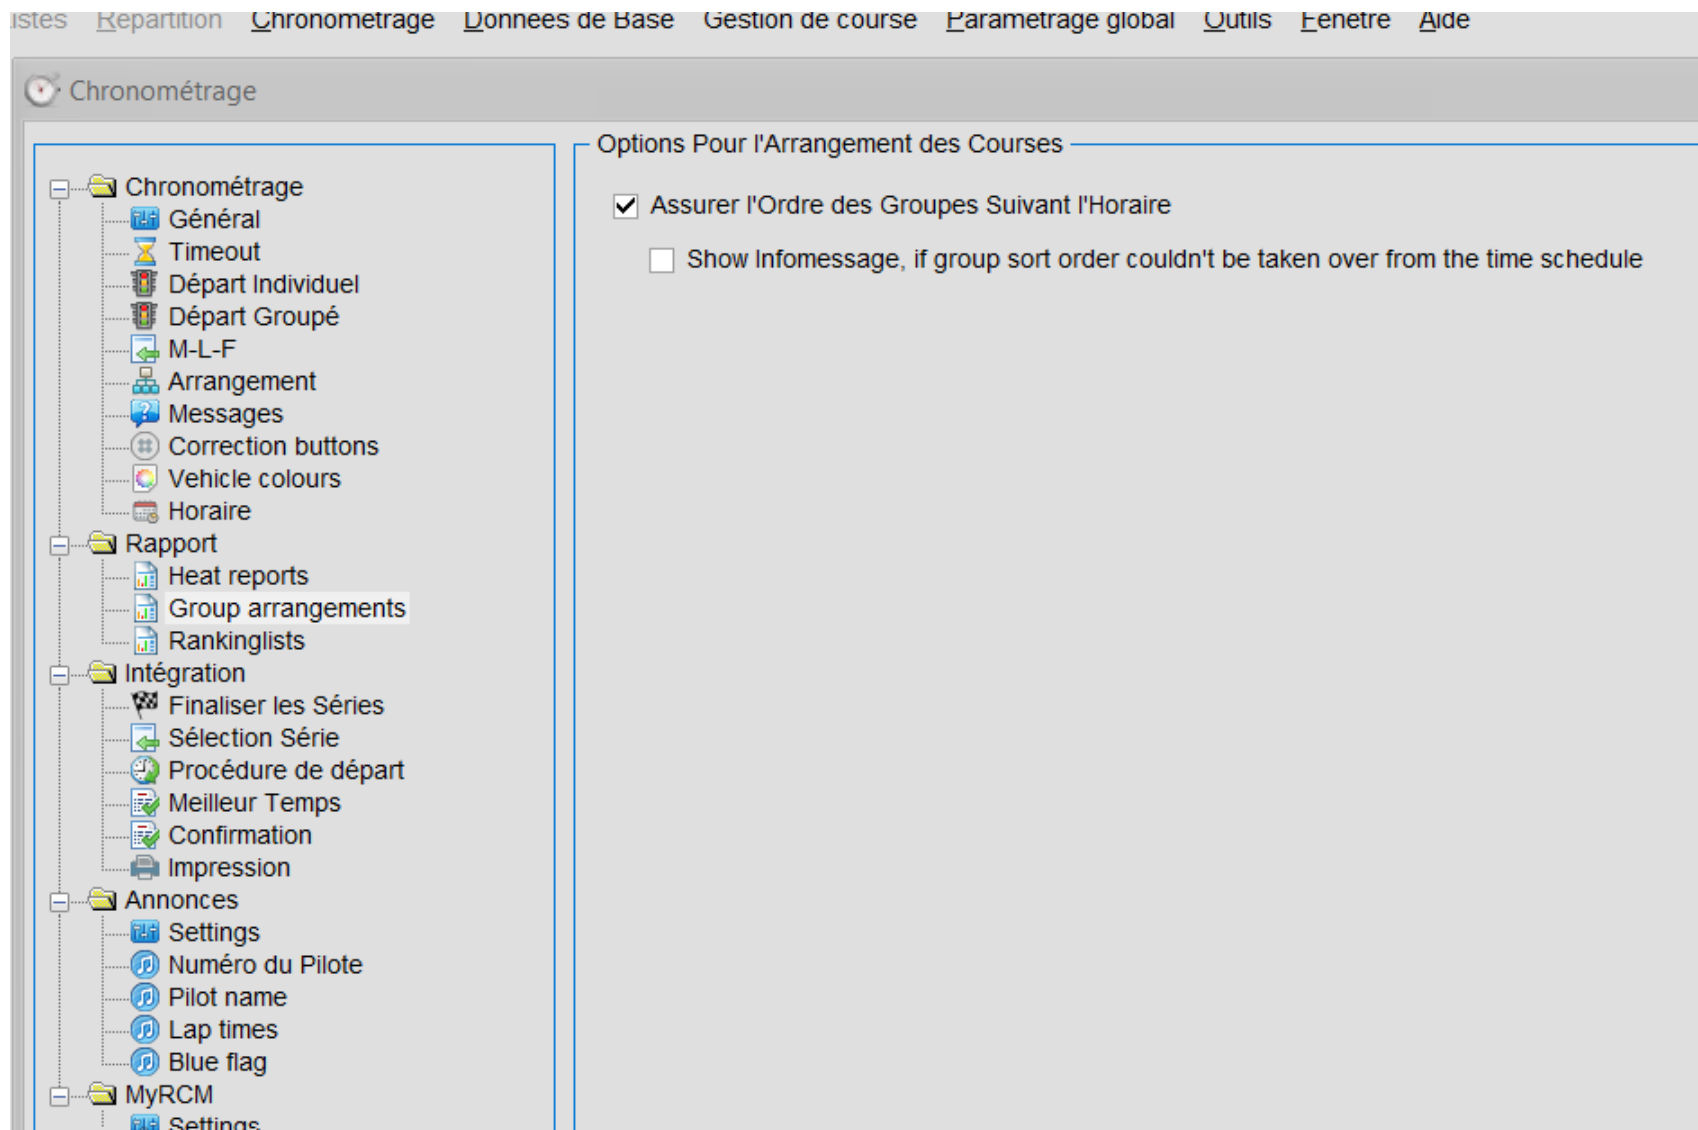 istes Répartition Chronométrage Données de Base Gestion de course Paramétrage global Outils Fenêtre Aide
Chronométrage
Options Pour l'Arrangement des Courses
Assurer l'Ordre des Groupes Suivant l'Horaire
Show Infomessage, if group sort order couldn't be taken over from the time schedule
Chronométrage
Général
Timeout
Départ Individuel
Départ Groupé
M-L-F
Arrangement
Messages
Correction buttons
Vehicle colours
Horaire
Rapport
Heat reports
Group arrangements
Rankinglists
Intégration
Finaliser les Séries
Sélection Série
Procédure de départ
Meilleur Temps
Confirmation
Impression
Annonces
Settings
Numéro du Pilote
Pilot name
Lap times
Blue flag
MyRCM
Settings